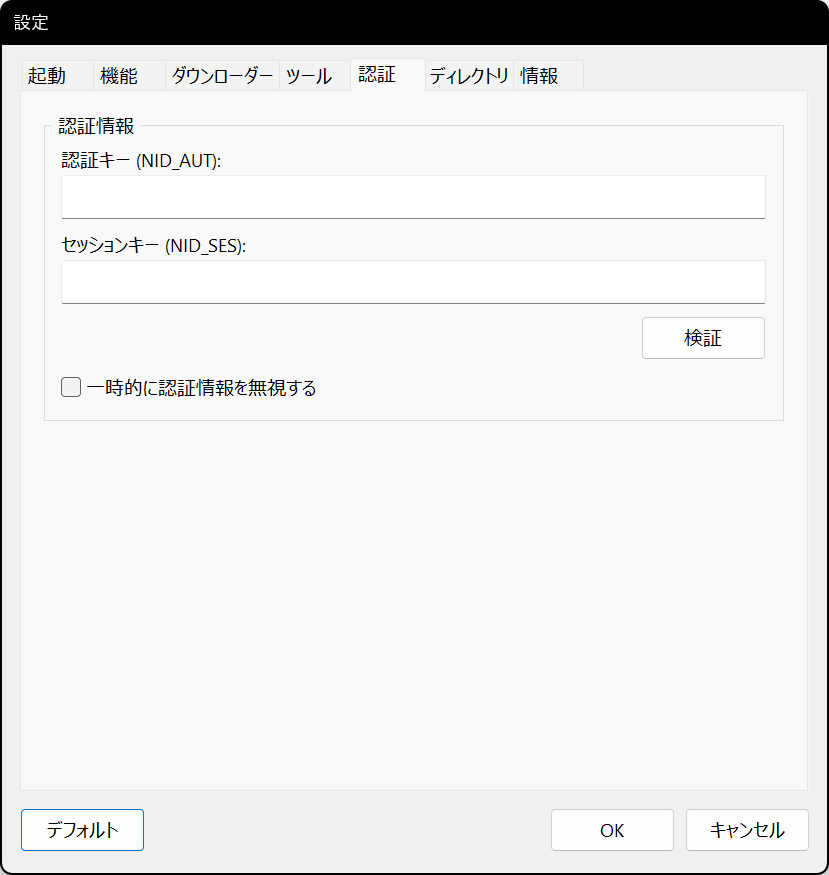 設定
起動 機能 ダウンローダー ツール 認証 ディレクトリ 情報
認証情報
認証キー (NID_AUT):
セッションキー (NID_SES):
検証
一時的に認証情報を無視する
デフォルト OK キャンセル